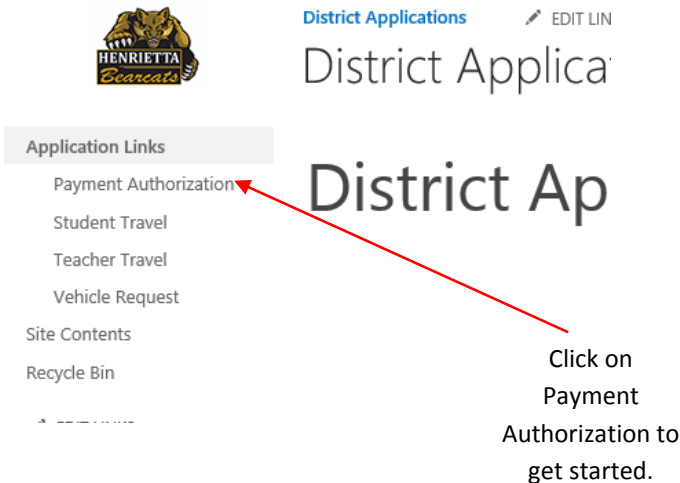 HENRIETTA
Bearcats
District Applications EDIT LIN
District Applica
Application Links
Payment Authorization
Student Travel
Teacher Travel
Vehicle Request
Site Contents
Recycle Bin
District Ap
Click on
Payment
Authorization to
get started.